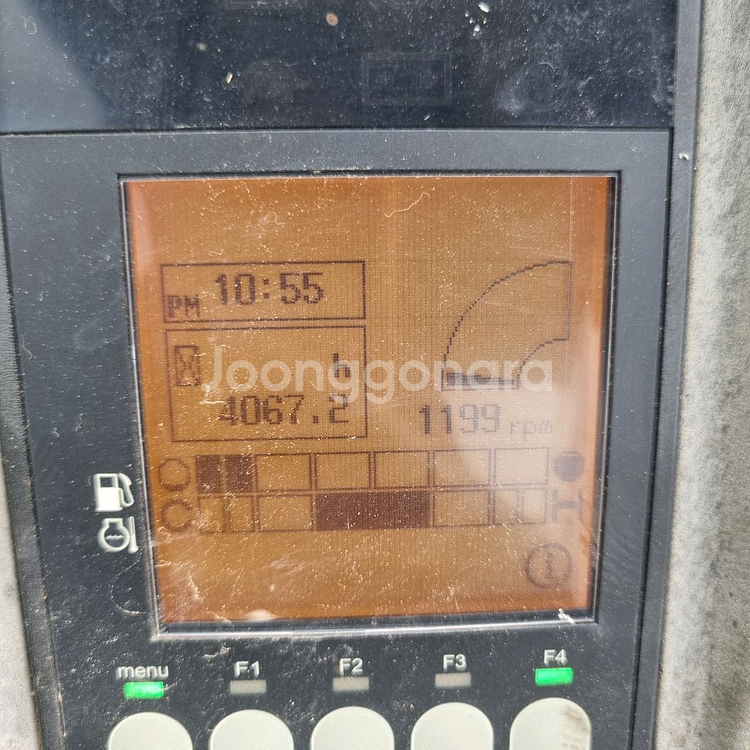 PM 10:55
h
4067.2
1199 rpm
Joonggonara
menu F1 F2 F3 F4